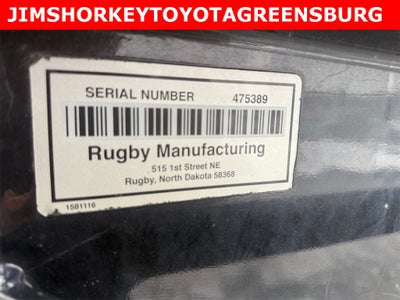 JIMSHORKEYTOYOTAGREENSBURG
SERIAL NUMBER 475389
Rugby Manufacturing
515 1st Street NE
Rugby, North Dakota 58368
1581116